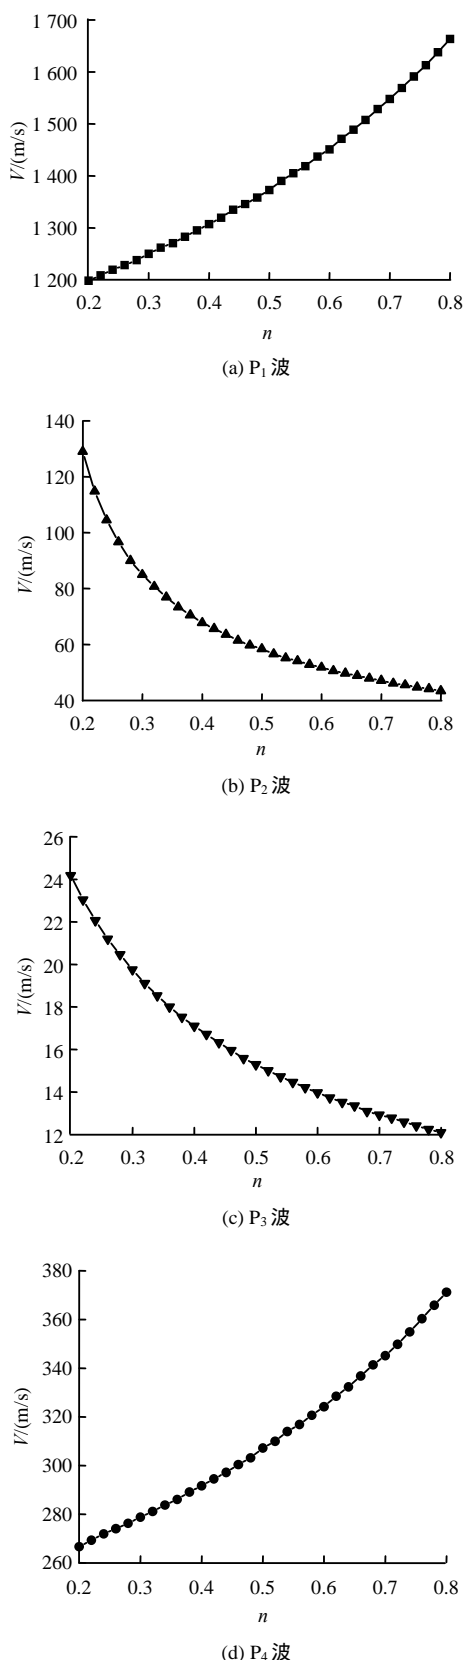 1 700
1 600
1 500
1 400
1 300
1 200
V/(m/s)
0.2 0.3 0.4 0.5 0.6 0.7 0.8
n
(a) P₁ 波
140
120
100
80
60
40
V/(m/s)
0.2 0.3 0.4 0.5 0.6 0.7 0.8
n
(b) P₂ 波
26
24
22
20
18
16
14
12
V/(m/s)
0.2 0.3 0.4 0.5 0.6 0.7 0.8
n
(c) P₃ 波
380
360
340
320
300
280
260
V/(m/s)
0.2 0.3 0.4 0.5 0.6 0.7 0.8
n
(d) P₄ 波